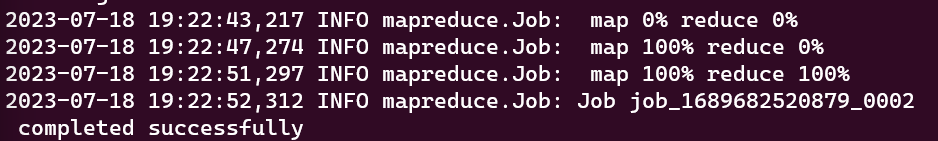 2023-07-18 19:22:43,217 INFO mapreduce.Job:  map 0% reduce 0%
2023-07-18 19:22:47,274 INFO mapreduce.Job:  map 100% reduce 0%
2023-07-18 19:22:51,297 INFO mapreduce.Job:  map 100% reduce 100%
2023-07-18 19:22:52,312 INFO mapreduce.Job: Job job_1689682520879_0002
 completed successfully